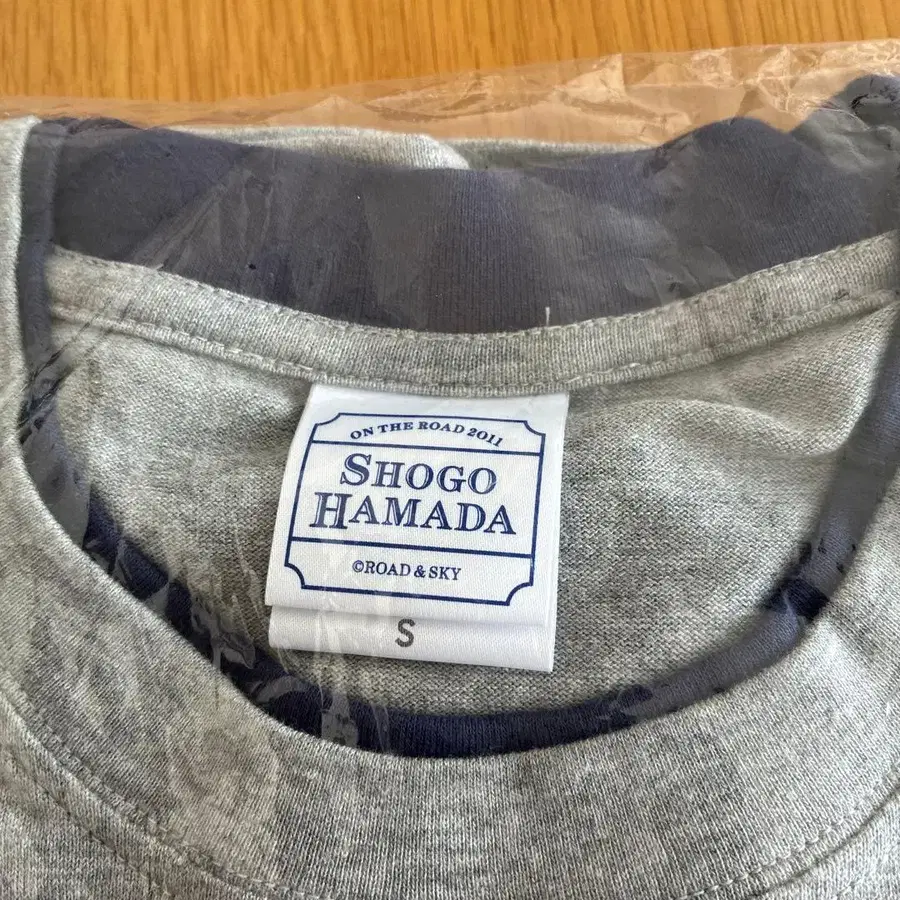 ON THE ROAD 2011
SHOGO
HAMADA
©ROAD & SKY
S